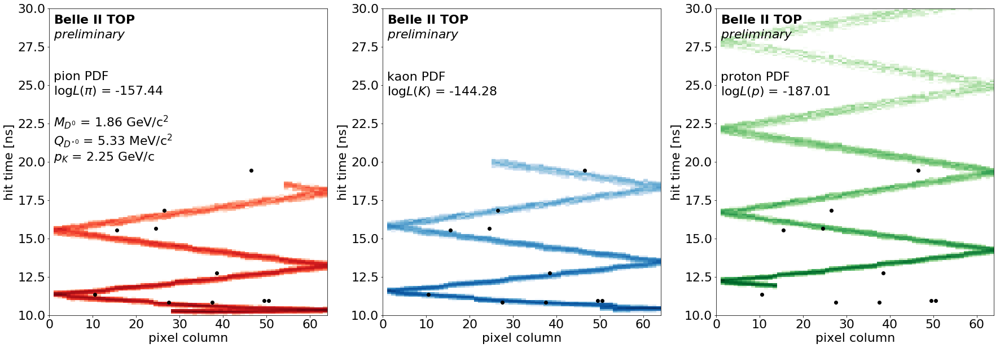 Belle II TOP
preliminary
pion PDF
logL(π) = -157.44
M_{D^0} = 1.86 GeV/c^2
Q_{D^{*0}} = 5.33 MeV/c^2
p_K = 2.25 GeV/c
hit time [ns]
30.0
27.5
25.0
22.5
20.0
17.5
15.0
12.5
10.0
0 10 20 30 40 50 60
pixel column
Belle II TOP
preliminary
kaon PDF
logL(K) = -144.28
hit time [ns]
30.0
27.5
25.0
22.5
20.0
17.5
15.0
12.5
10.0
0 10 20 30 40 50 60
pixel column
Belle II TOP
preliminary
proton PDF
logL(p) = -187.01
hit time [ns]
30.0
27.5
25.0
22.5
20.0
17.5
15.0
12.5
10.0
0 10 20 30 40 50 60
pixel column